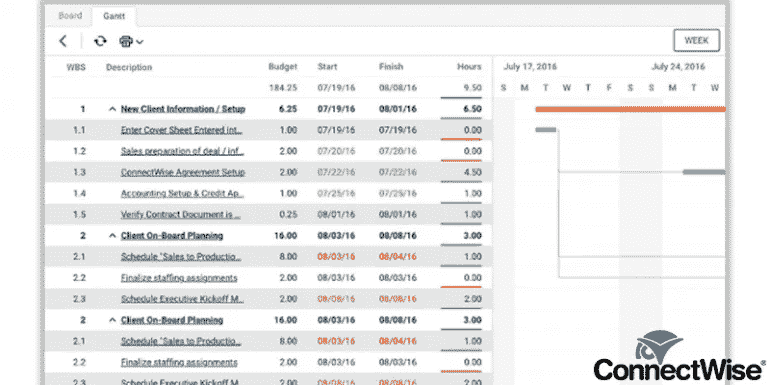 Board Gantt
WEEK
WBS Description Budget Start Finish Hours July 17, 2016 July 24, 2016
184.25 07/19/16 08/08/16 9.50 S M T W T F S S M T W
1 New Client Information / Setup 6.25 07/19/16 08/01/16 6.50
1.1 Enter Cover Sheet Entered int... 1.00 07/19/16 07/19/16 0.00
1.2 Sales preparation of deal / inf... 2.00 07/20/16 07/20/16 0.00
1.3 ConnectWise Agreement Setup 2.00 07/22/16 07/22/16 4.50
1.4 Accounting Setup & Credit Ap... 1.00 07/25/16 07/25/16 1.00
1.5 Verify Contract Document is ... 0.25 08/01/16 08/01/16 1.00
2 Client On-Board Planning 16.00 08/03/16 08/08/16 3.00
2.1 Schedule "Sales to Productio... 8.00 08/03/16 08/04/16 1.00
2.2 Finalize staffing assignments 2.00 08/03/16 08/03/16 0.00
2.3 Schedule Executive Kickoff M... 2.00 08/08/16 08/08/16 2.00
2 Client On-Board Planning 16.00 08/03/16 08/08/16 3.00
2.1 Schedule "Sales to Productio... 8.00 08/03/16 08/04/16 1.00
2.2 Finalize staffing assignments 2.00 08/03/16 08/03/16 0.00
2.3 Schedule Executive Kickoff M... 2.00 08/08/16 08/08/16 2.00
ConnectWise®